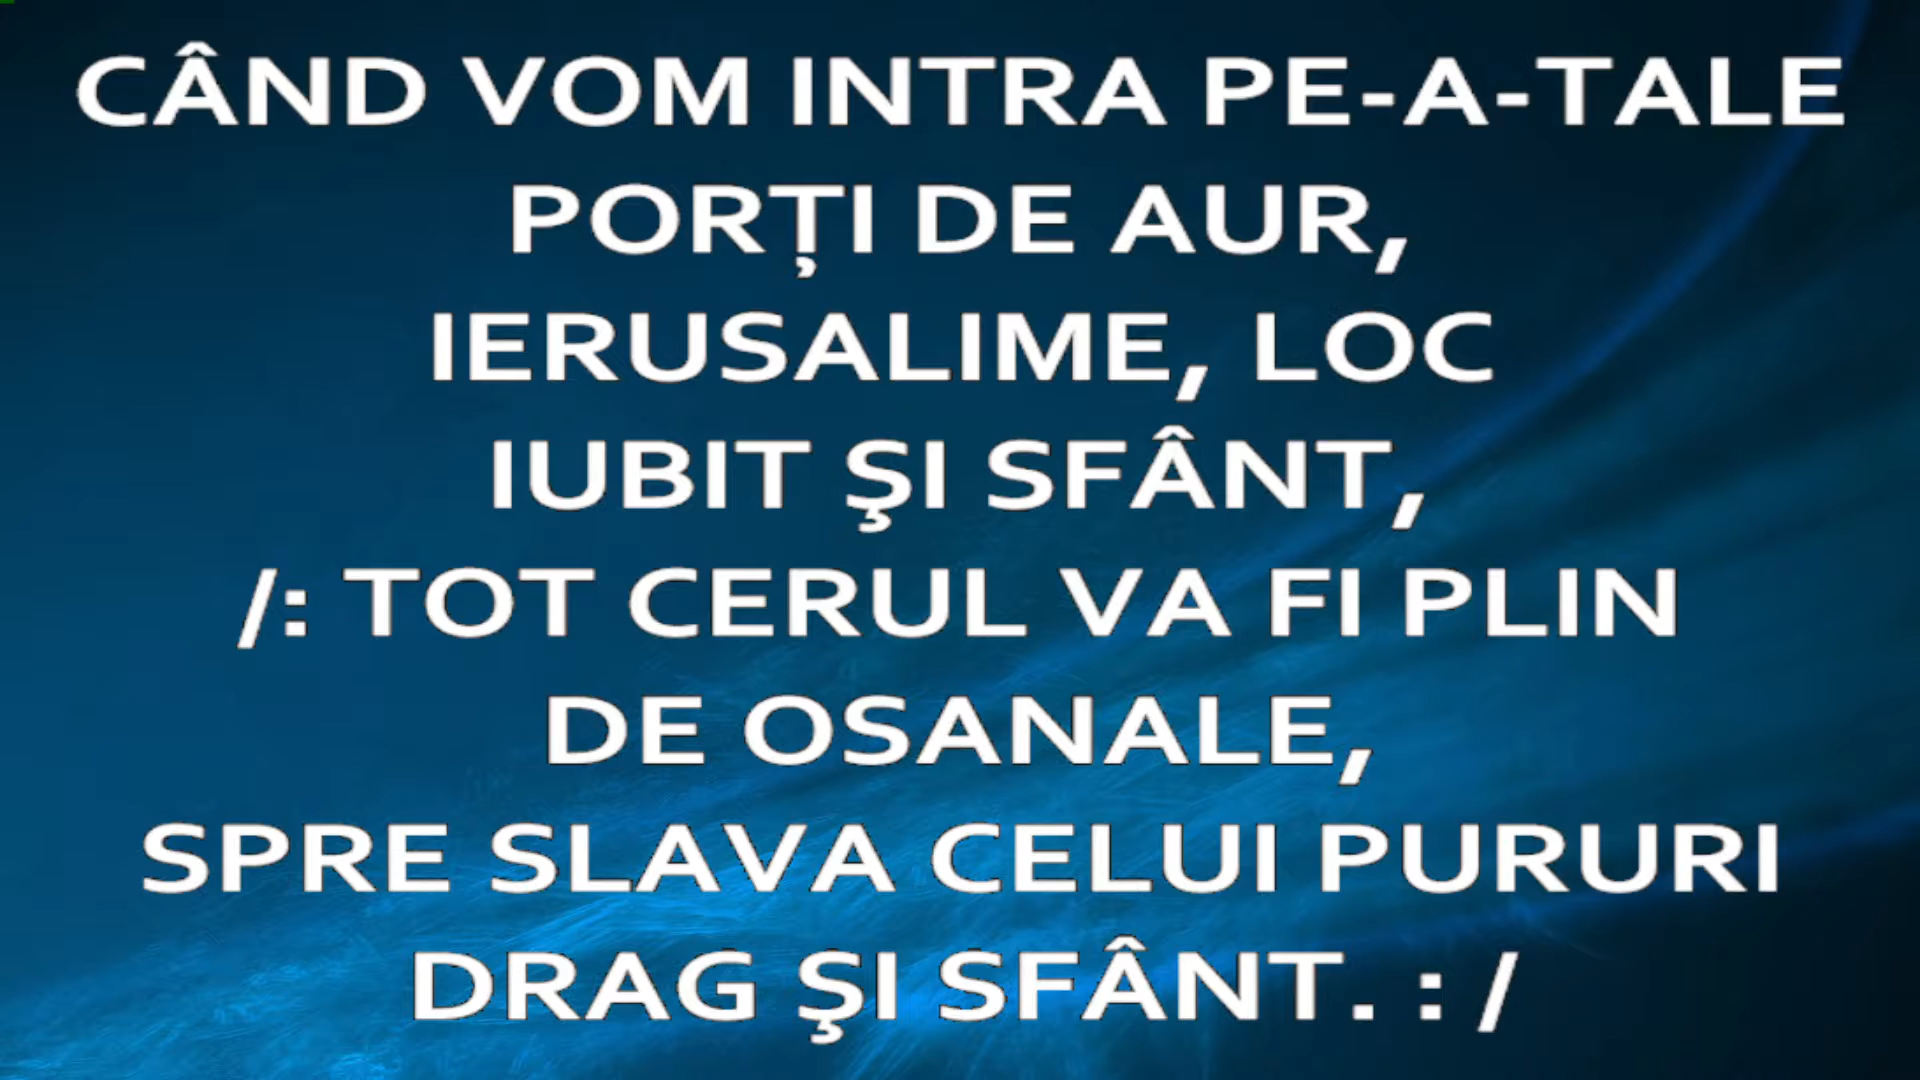 CÂND VOM INTRA PE-A-TALE
PORȚI DE AUR,
IERUSALIME, LOC
IUBIT ŞI SFÂNT,
/: TOT CERUL VA FI PLIN
DE OSANALE,
SPRE SLAVA CELUI PURURI
DRAG ŞI SFÂNT. : /